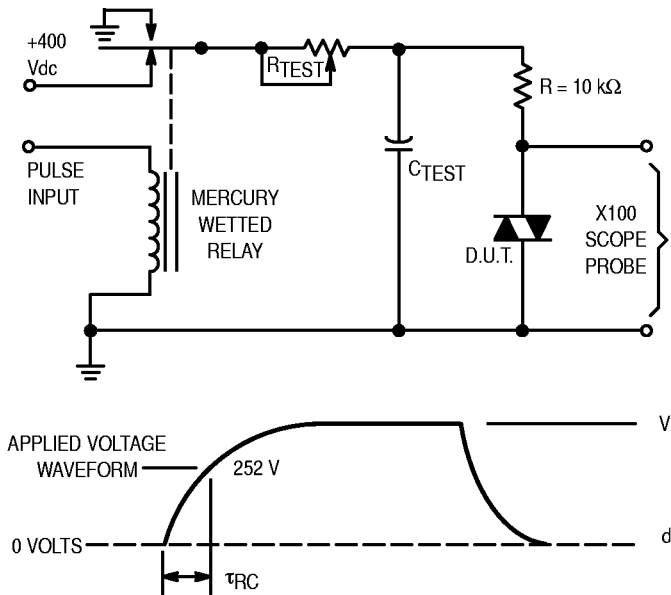 +400
Vdc
RTEST
R = 10 kΩ
CTEST
PULSE
INPUT
MERCURY
WETTED
RELAY
D.U.T.
X100
SCOPE
PROBE
APPLIED VOLTAGE
WAVEFORM
252 V
V
0 VOLTS
d
τRC